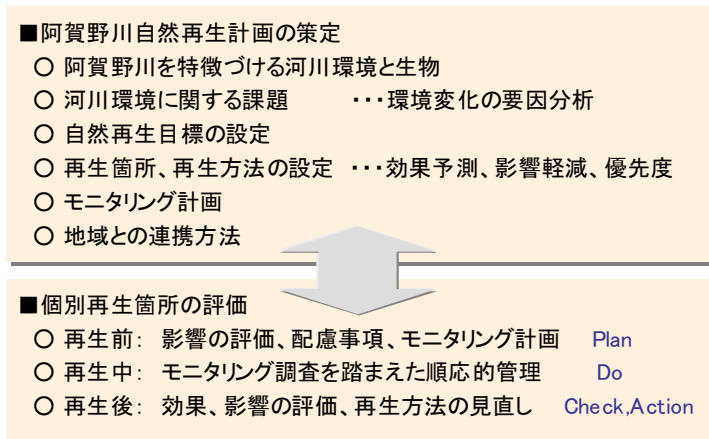 ■阿賀野川自然再生計画の策定
○ 阿賀野川を特徴づける河川環境と生物
○ 河川環境に関する課題 ・・・環境変化の要因分析
○ 自然再生目標の設定
○ 再生箇所、再生方法の設定 ・・・効果予測、影響軽減、優先度
○ モニタリング計画
○ 地域との連携方法
■個別再生箇所の評価
○ 再生前: 影響の評価、配慮事項、モニタリング計画 Plan
○ 再生中: モニタリング調査を踏まえた順応的管理 Do
○ 再生後: 効果、影響の評価、再生方法の見直し Check,Action